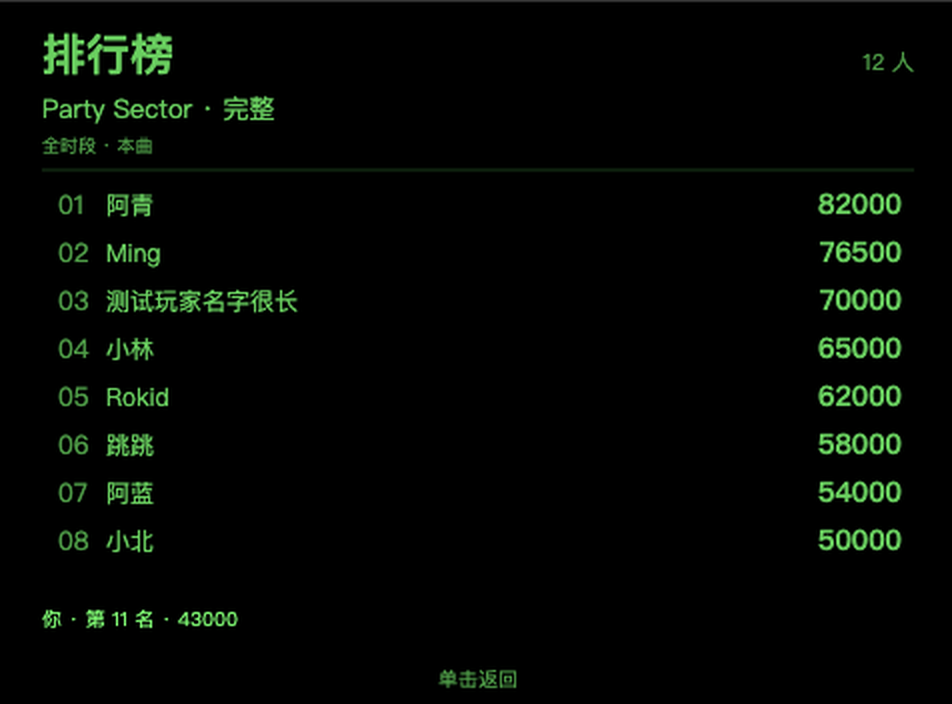 排行榜
12 人
Party Sector · 完整
全时段 · 本曲
01 阿青 82000
02 Ming 76500
03 测试玩家名字很长 70000
04 小林 65000
05 Rokid 62000
06 跳跳 58000
07 阿蓝 54000
08 小北 50000
你 · 第 11 名 · 43000
单击返回